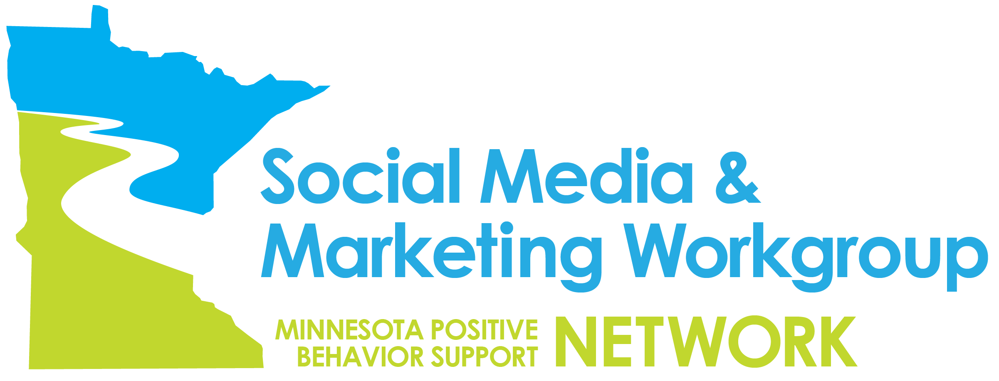 Social Media &
Marketing Workgroup
MINNESOTA POSITIVE
BEHAVIOR SUPPORT
NETWORK